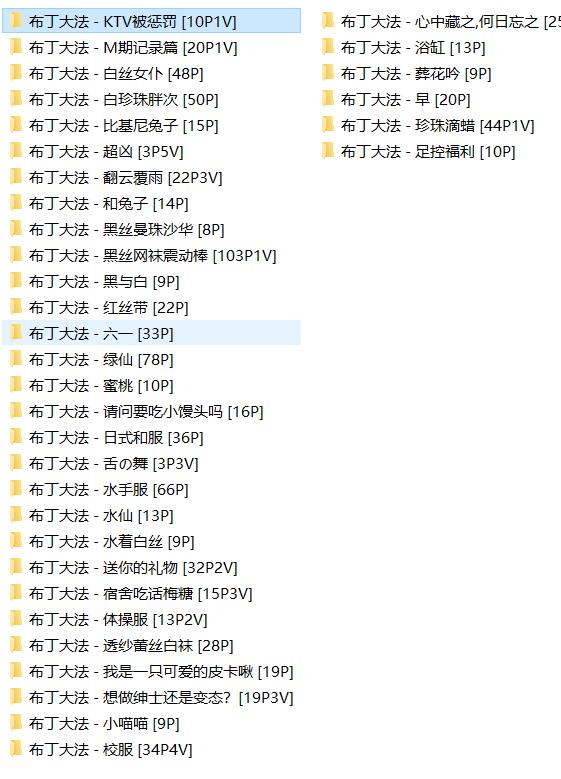 布丁大法 - KTV被惩罚 [10P1V]
布丁大法 - M期记录篇 [20P1V]
布丁大法 - 白丝女仆 [48P]
布丁大法 - 白珍珠胖次 [50P]
布丁大法 - 比基尼兔子 [15P]
布丁大法 - 超凶 [3P5V]
布丁大法 - 翻云覆雨 [22P3V]
布丁大法 - 和兔子 [14P]
布丁大法 - 黑丝曼珠沙华 [8P]
布丁大法 - 黑丝网袜震动棒 [103P1V]
布丁大法 - 黑与白 [9P]
布丁大法 - 红丝带 [22P]
布丁大法 - 六一 [33P]
布丁大法 - 绿仙 [78P]
布丁大法 - 蜜桃 [10P]
布丁大法 - 请问要吃小馒头吗 [16P]
布丁大法 - 日式和服 [36P]
布丁大法 - 舌の舞 [3P3V]
布丁大法 - 水手服 [66P]
布丁大法 - 水仙 [13P]
布丁大法 - 水着白丝 [9P]
布丁大法 - 送你的礼物 [32P2V]
布丁大法 - 宿舍吃话梅糖 [15P3V]
布丁大法 - 体操服 [13P2V]
布丁大法 - 透纱蕾丝白袜 [28P]
布丁大法 - 我是一只可爱的皮卡啾 [19P]
布丁大法 - 想做绅士还是变态？ [19P3V]
布丁大法 - 小喵喵 [9P]
布丁大法 - 校服 [34P4V]
布丁大法 - 心中藏之,何日忘之 [25
布丁大法 - 浴缸 [13P]
布丁大法 - 葬花吟 [9P]
布丁大法 - 早 [20P]
布丁大法 - 珍珠滴蜡 [44P1V]
布丁大法 - 足控福利 [10P]